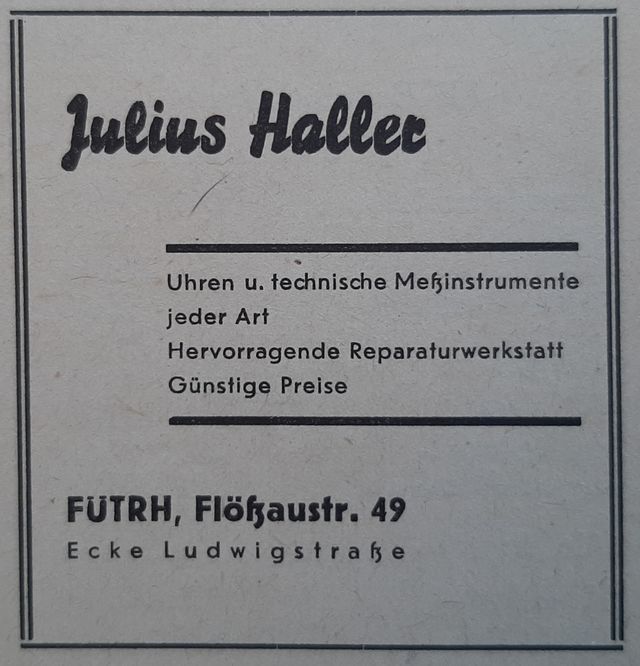 Julius Haller
Uhren u. technische Meßinstrumente
jeder Art
Hervorragende Reparaturwerkstatt
Günstige Preise
FÜTRH, Flößaustr. 49
Ecke Ludwigstraße